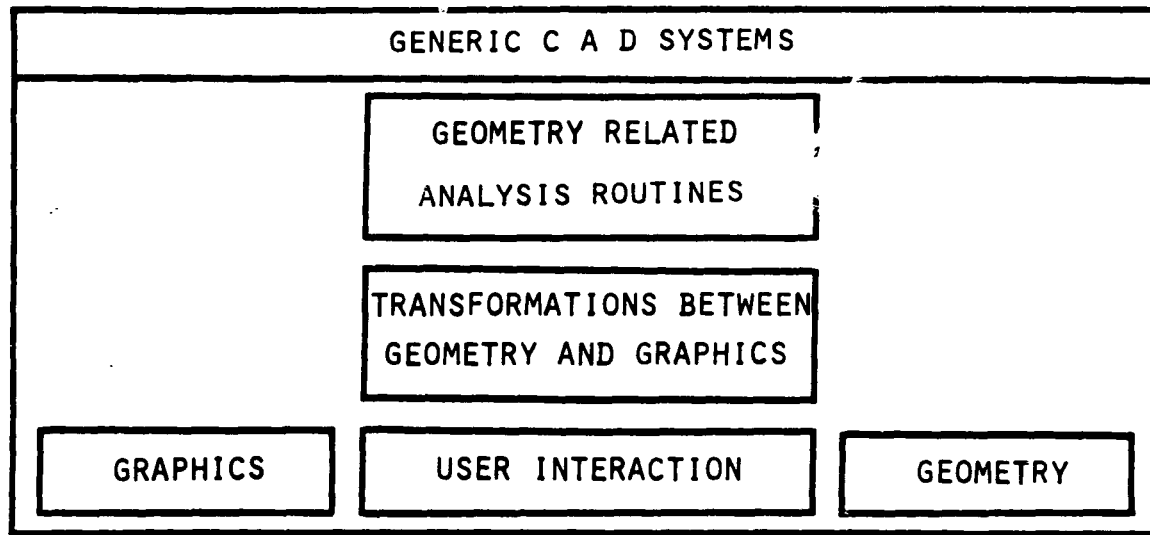 GENERIC C A D SYSTEMS
GEOMETRY RELATED
ANALYSIS ROUTINES
TRANSFORMATIONS BETWEEN
GEOMETRY AND GRAPHICS
GRAPHICS
USER INTERACTION
GEOMETRY